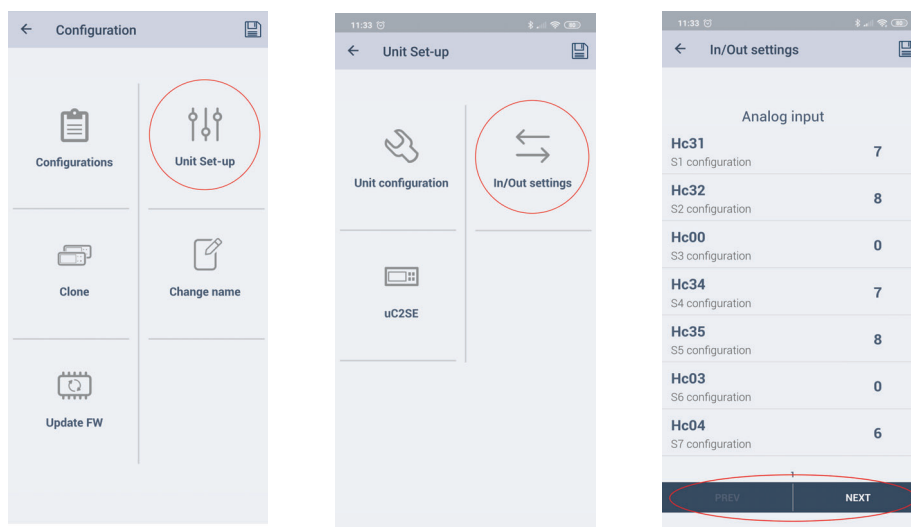 Configuration
Configurations
Unit Set-up
Clone
Change name
Update FW
11:33
Unit Set-up
Unit configuration
In/Out settings
uC2SE
11:33
In/Out settings
Analog input
Hc31
S1 configuration
7
Hc32
S2 configuration
8
Hc00
S3 configuration
0
Hc34
S4 configuration
7
Hc35
S5 configuration
8
Hc03
S6 configuration
0
Hc04
S7 configuration
6
1
PREV
NEXT